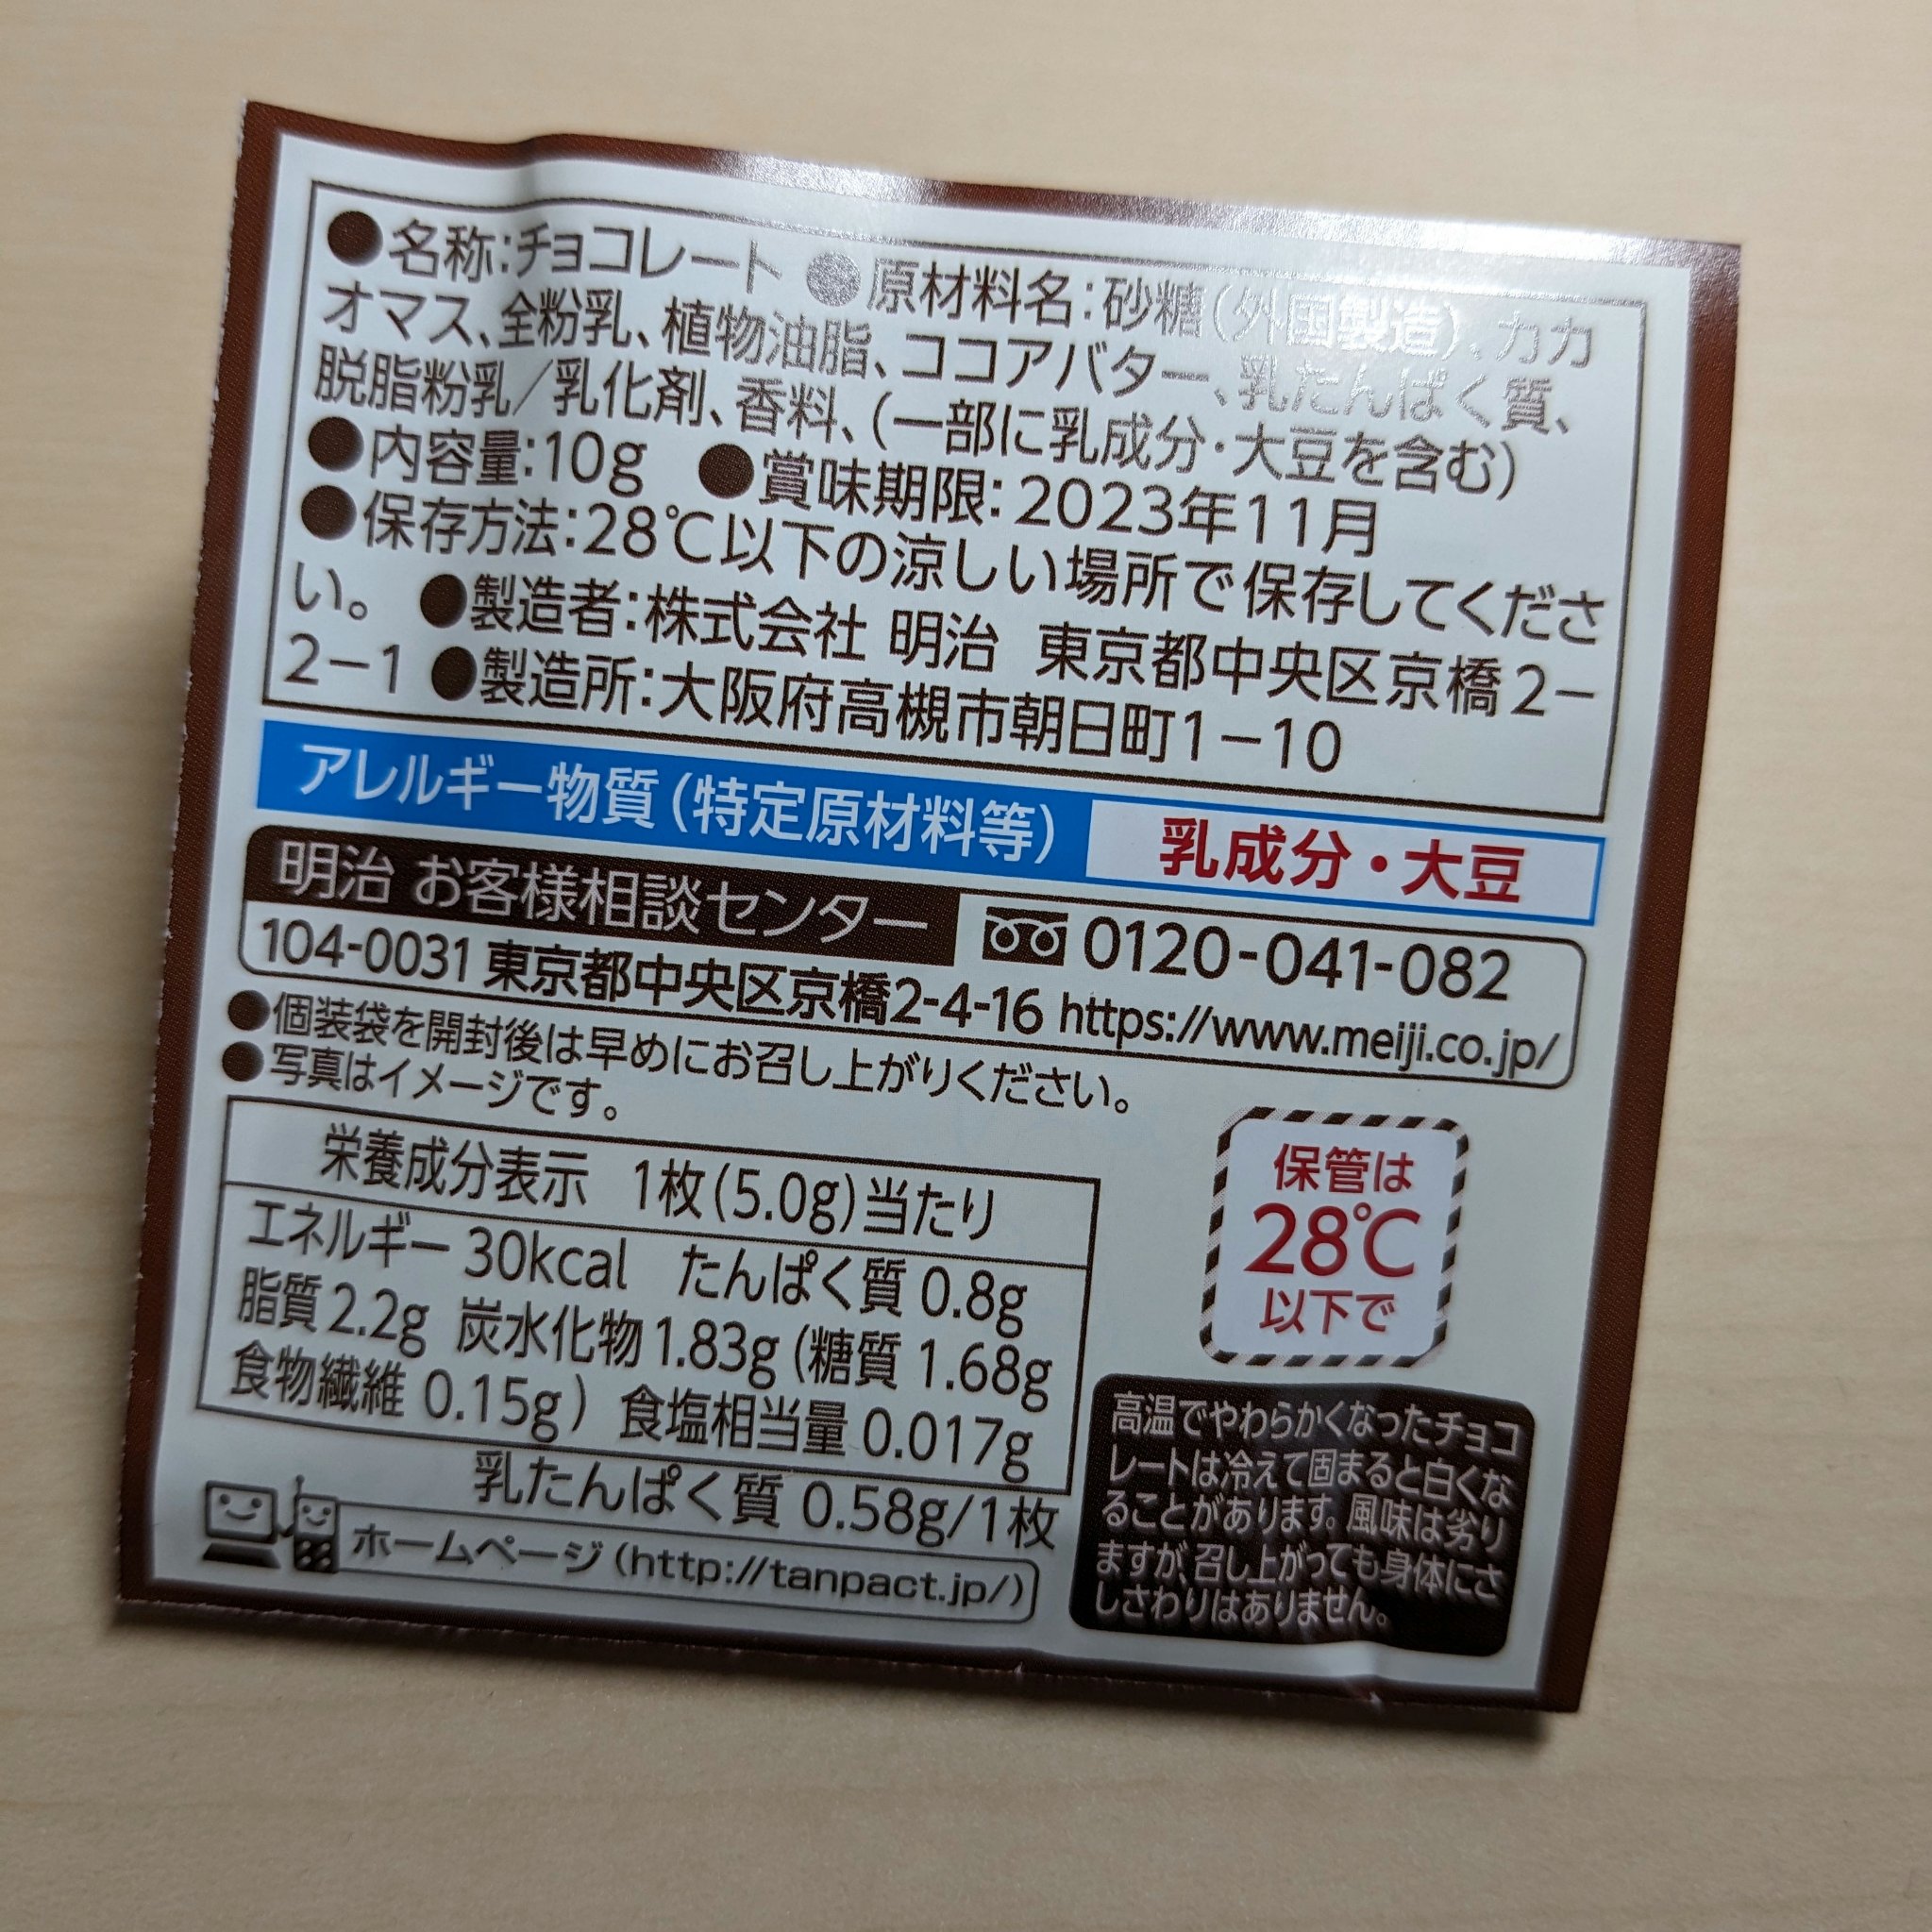 ●名称:チョコレート ●原材料名:砂糖(外国製造)、カカ
オマス、全粉乳、植物油脂、ココアバター、乳たんぱく質、
脱脂粉乳/乳化剤、香料、(一部に乳成分・大豆を含む)
●内容量:10g ●賞味期限:2023年11月
●保存方法:28℃以下の涼しい場所で保存してくださ
い。 ●製造者:株式会社 明治 東京都中央区京橋2-
2-1 ●製造所:大阪府高槻市朝日町1-10
アレルギー物質(特定原材料等) 乳成分・大豆
明治 お客様相談センター 0120-041-082
104-0031 東京都中央区京橋2-4-16 https://www.meiji.co.jp/
●個装袋を開封後は早めにお召し上がりください。
●写真はイメージです。
栄養成分表示 1枚(5.0g)当たり
エネルギー 30kcal たんぱく質 0.8g
脂質2.2g 炭水化物1.83g(糖質 1.68g
食物繊維 0.15g) 食塩相当量 0.017g
乳たんぱく質 0.58g/1枚
ホームページ(http://tanpact.jp/)
保管は
28℃
以下で
高温でやわらかくなったチョコ
レートは冷えて固まると白くな
ることがあります。風味は劣り
ますが、召し上がっても身体にさ
しさわりはありません。